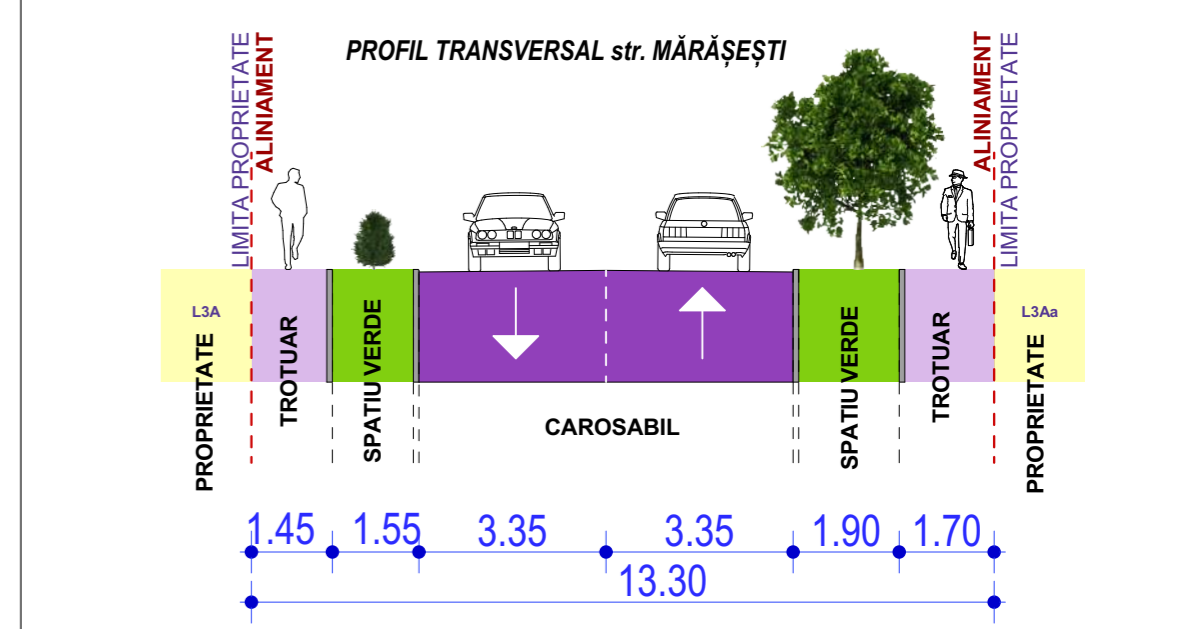 PROFIL TRANSVERSAL str. MĂRĂȘEȘTI
LIMITA PROPRIETATE
ALINIAMENT
ALINIAMENT
LIMITA PROPRIETATE
L3A
PROPRIETATE
TROTUAR
SPATIU VERDE
CAROSABIL
SPATIU VERDE
TROTUAR
L3Aa
PROPRIETATE
1.45 1.55 3.35 3.35 1.90 1.70
13.30